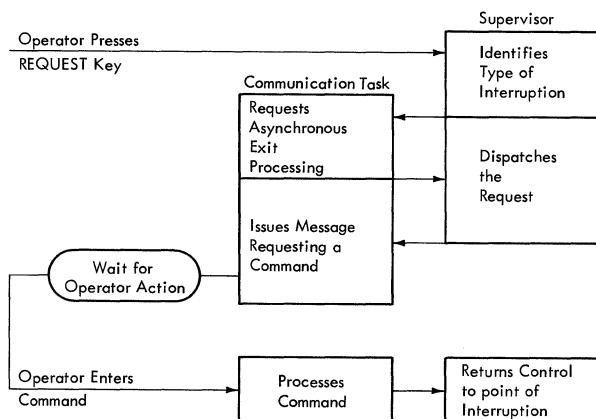 Supervisor
Operator Presses
REQUEST Key
Identifies
Type of
Interruption
Communication Task
Requests
Asynchronous
Exit
Processing
Dispatches
the
Request
Issues Message
Requesting a
Command
Wait for
Operator Action
Operator Enters
Command
Processes
Command
Returns Control
to point of
Interruption